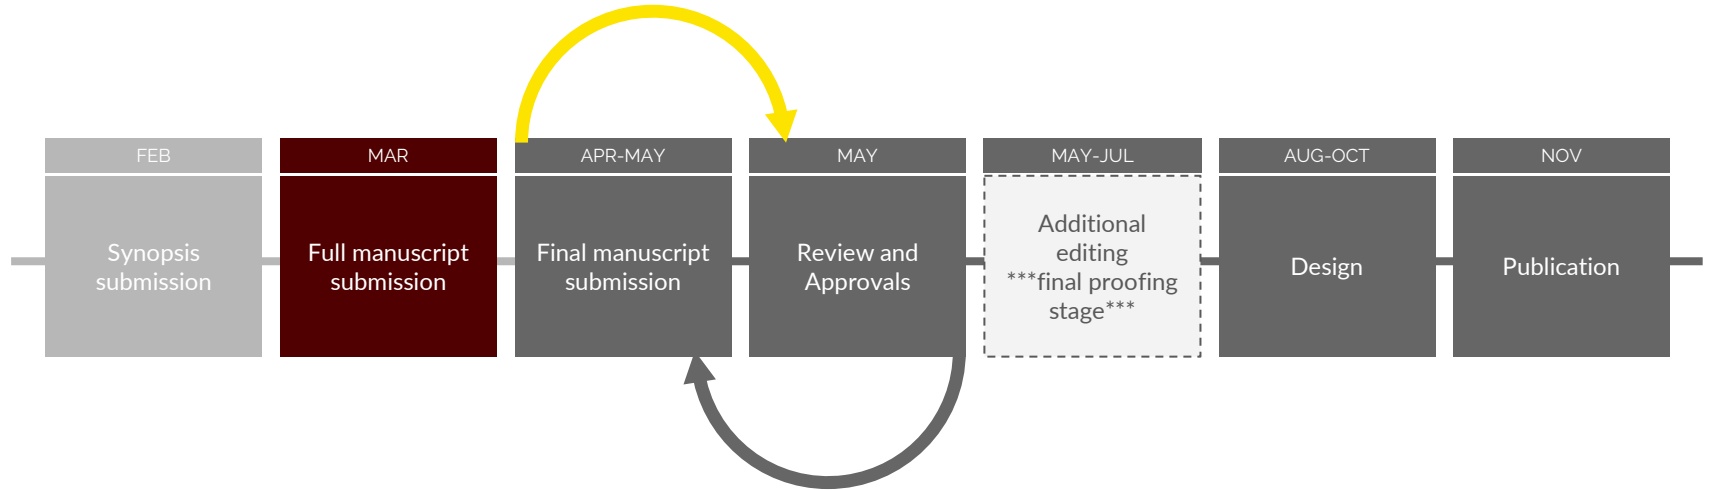 FEB
MAR
APR-MAY
MAY
MAY-JUL
AUG-OCT
NOV
Synopsis
submission
Full manuscript
submission
Final manuscript
submission
Review and
Approvals
Additional
editing
***final proofing
stage***
Design
Publication